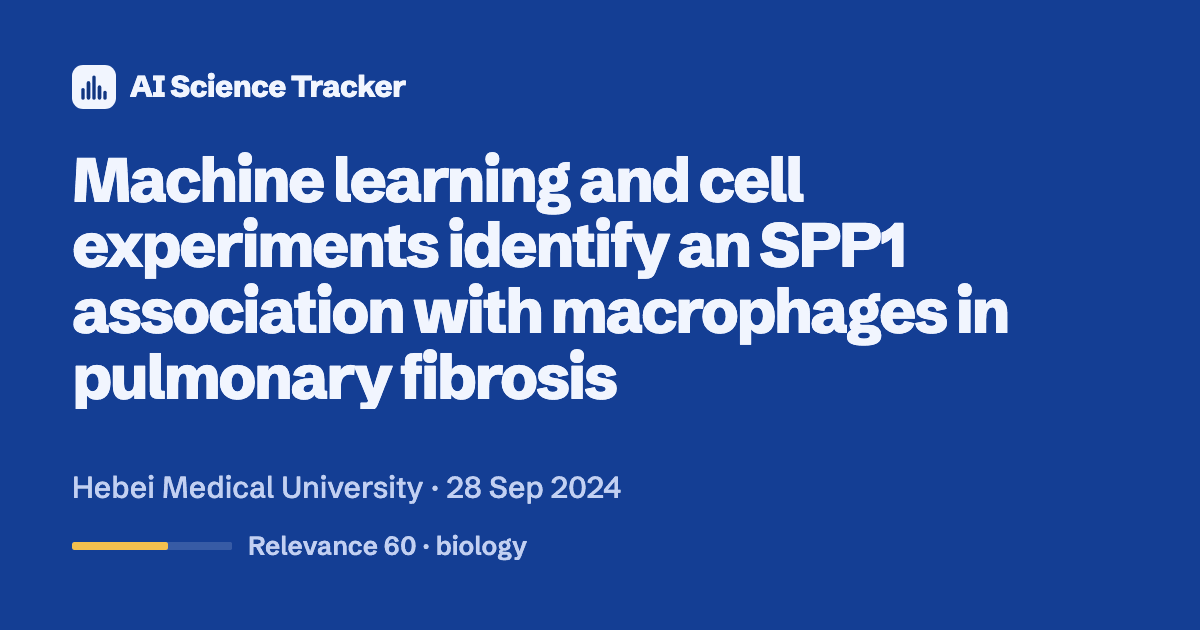 AI Science Tracker
Machine learning and cell
experiments identify an SPP1
association with macrophages in
pulmonary fibrosis
Hebei Medical University · 28 Sep 2024
Relevance 60 · biology